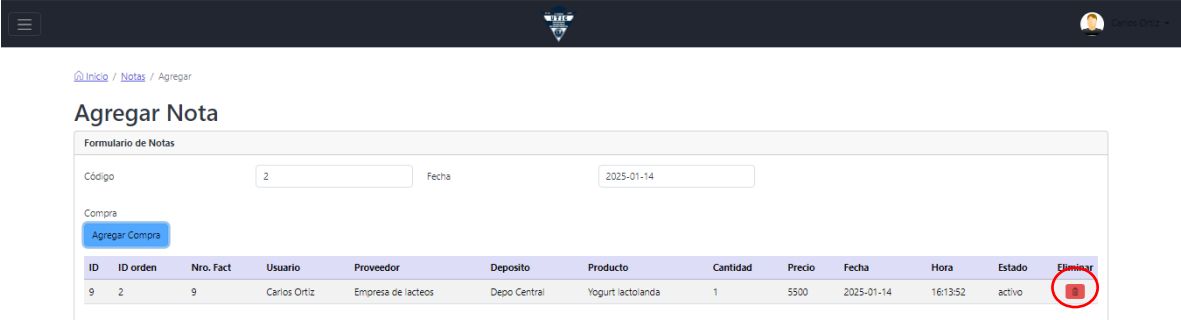 UTIC
Carlos Ortiz
Inicio / Notas / Agregar
Agregar Nota
Formulario de Notas
Código 2 Fecha 2025-01-14
Compra
Agregar Compra
ID ID orden Nro. Fact Usuario Proveedor Deposito Producto Cantidad Precio Fecha Hora Estado Eliminar
9 2 9 Carlos Ortiz Empresa de lacteos Depo Central Yogurt lactolanda 1 5500 2025-01-14 16:13:52 activo